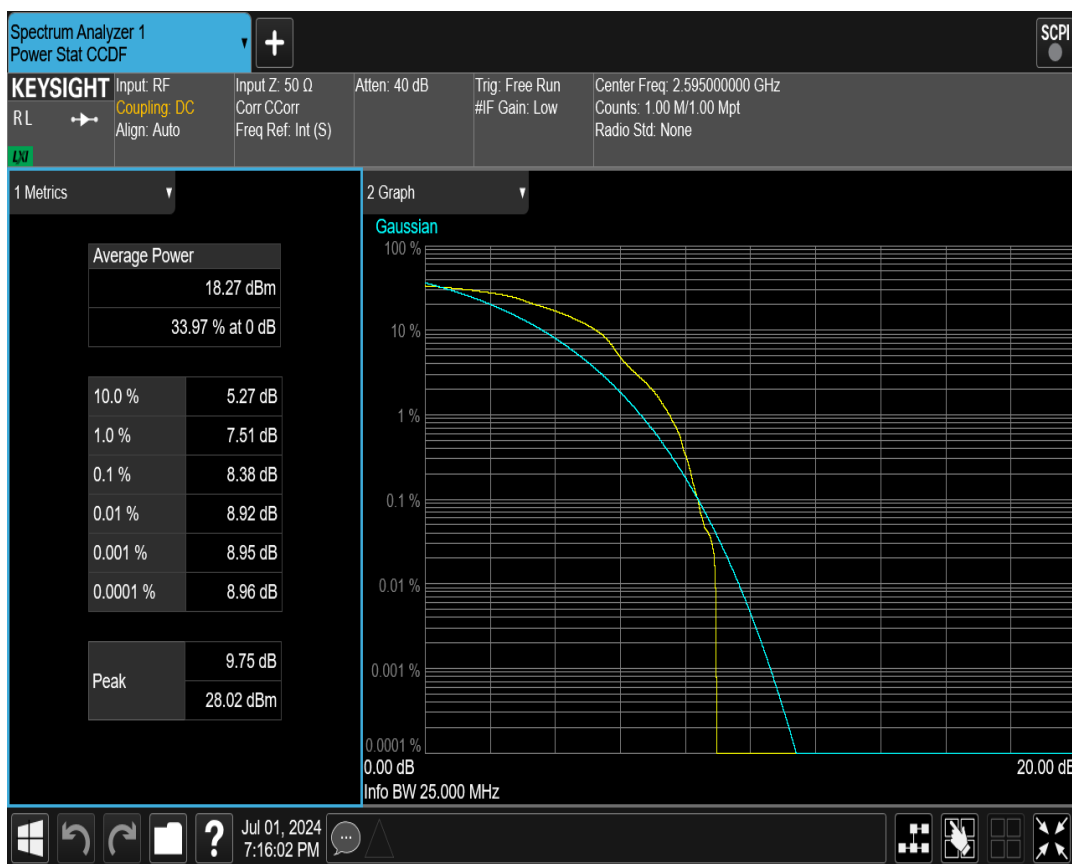 Spectrum Analyzer 1
Power Stat CCDF
SCPI
KEYSIGHT
RL
LXI
Input: RF
Coupling: DC
Align: Auto
Input Z: 50 Ω
Corr CCorr
Freq Ref: Int (S)
Atten: 40 dB
Trig: Free Run
#IF Gain: Low
Center Freq: 2.595000000 GHz
Counts: 1.00 M/1.00 Mpt
Radio Std: None
1 Metrics
Average Power
18.27 dBm
33.97 % at 0 dB
10.0 % 5.27 dB
1.0 % 7.51 dB
0.1 % 8.38 dB
0.01 % 8.92 dB
0.001 % 8.95 dB
0.0001 % 8.96 dB
Peak
9.75 dB
28.02 dBm
2 Graph
Gaussian
100 %
10 %
1 %
0.1 %
0.01 %
0.001 %
0.0001 %
0.00 dB 20.00 dB
Info BW 25.000 MHz
Jul 01, 2024
7:16:02 PM